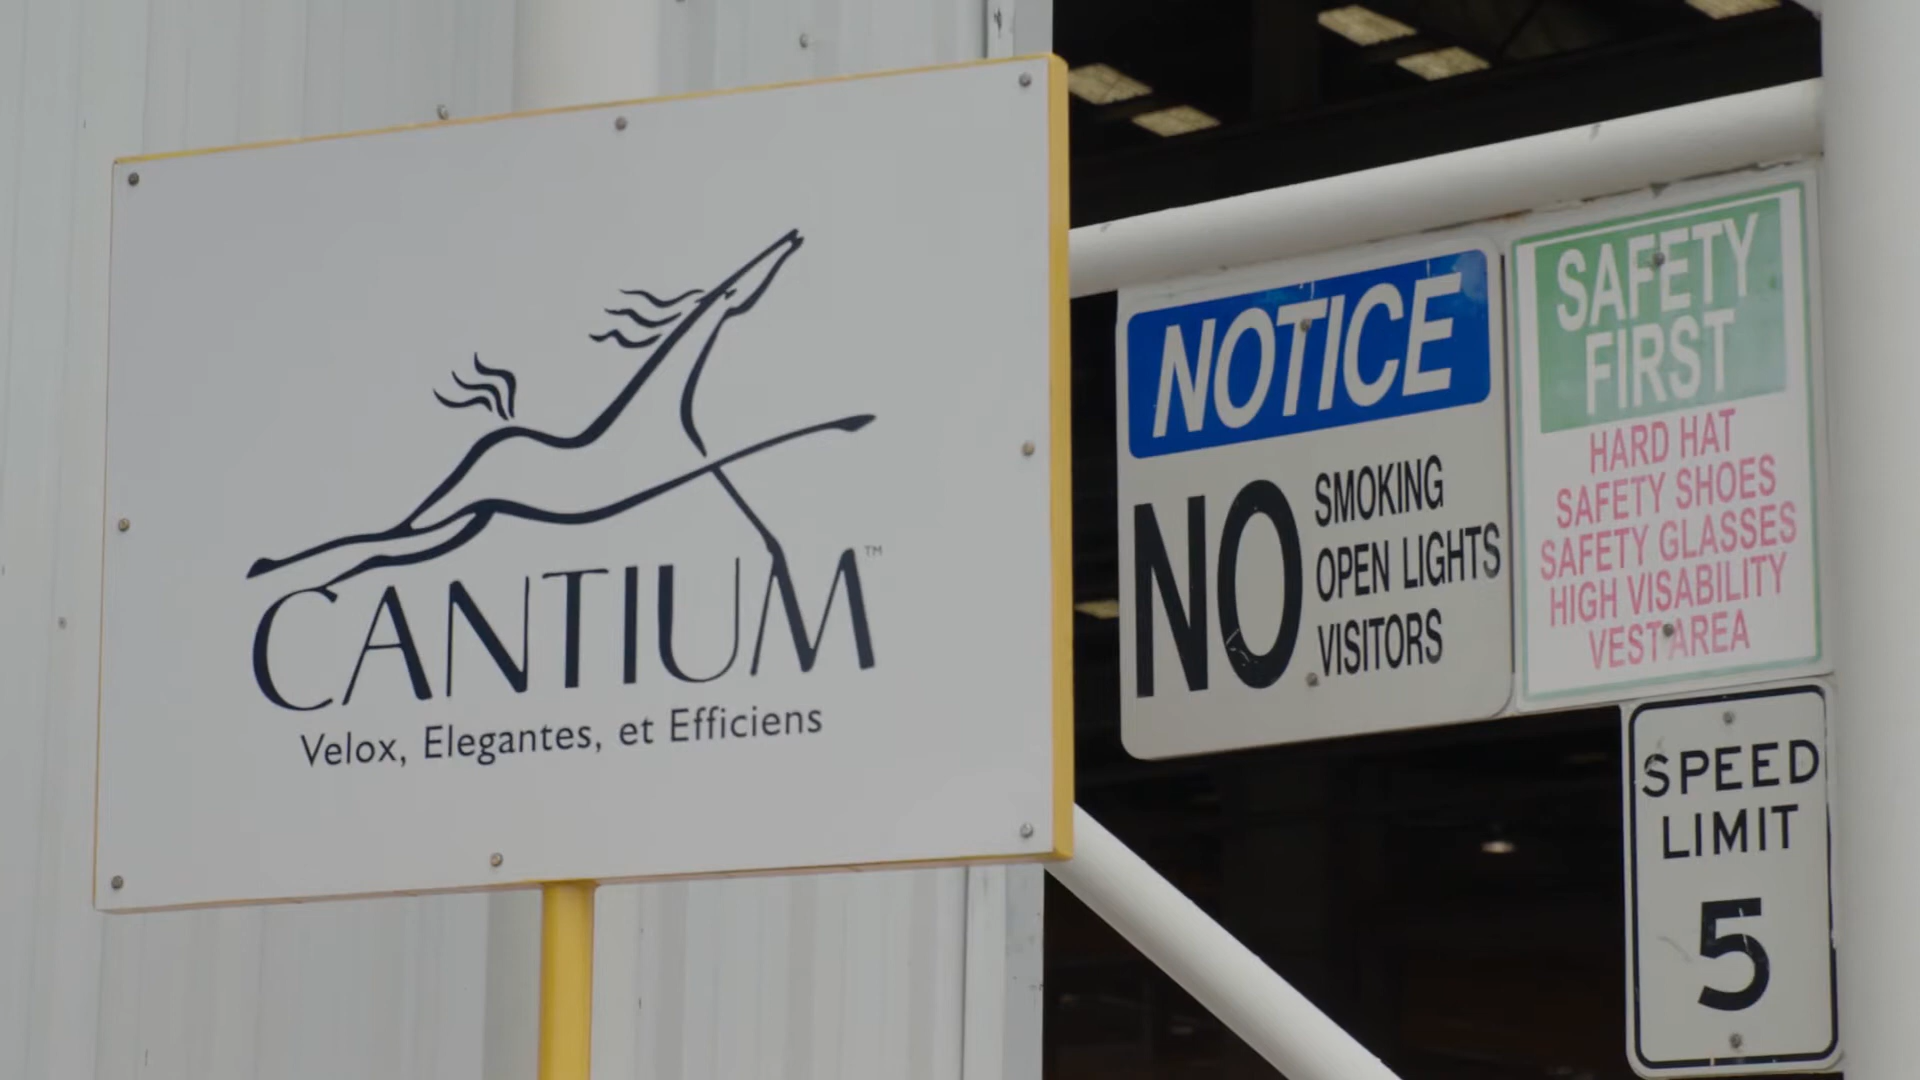 CANTIUM™
Velox, Elegantes, et Efficiens
NOTICE
NO
SMOKING
OPEN LIGHTS
VISITORS
SAFETY
FIRST
HARD HAT
SAFETY SHOES
SAFETY GLASSES
HIGH VISABILITY
VEST AREA
SPEED
LIMIT
5